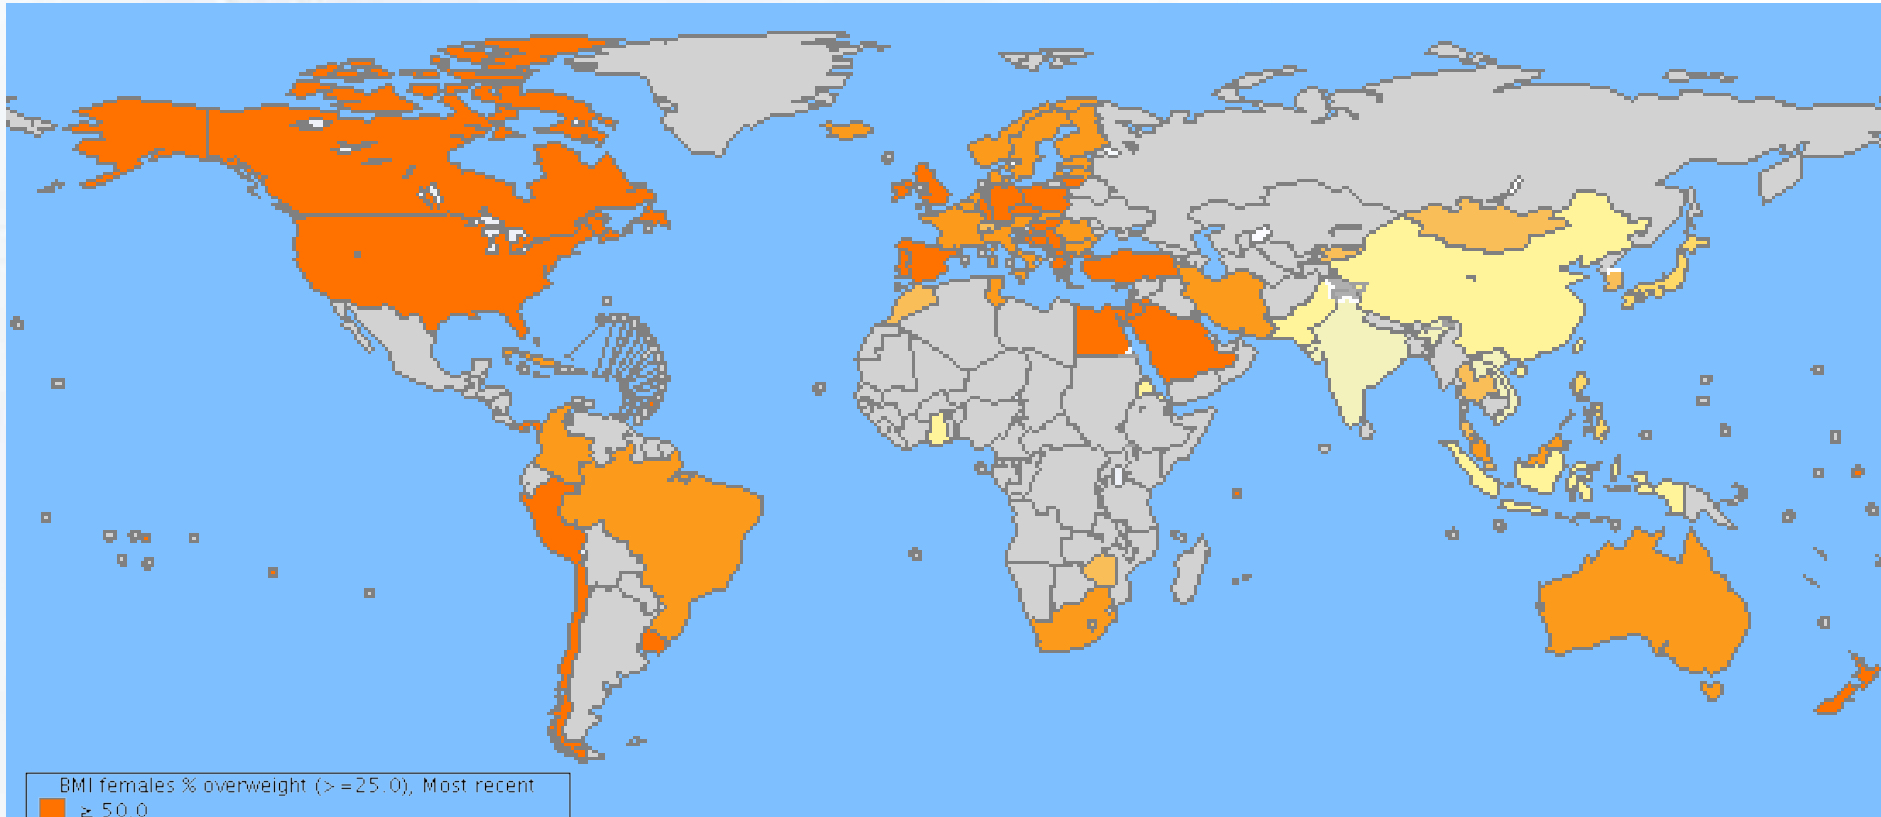 BMI females % overweight (>=25.0), Most recent
≥ 50.0